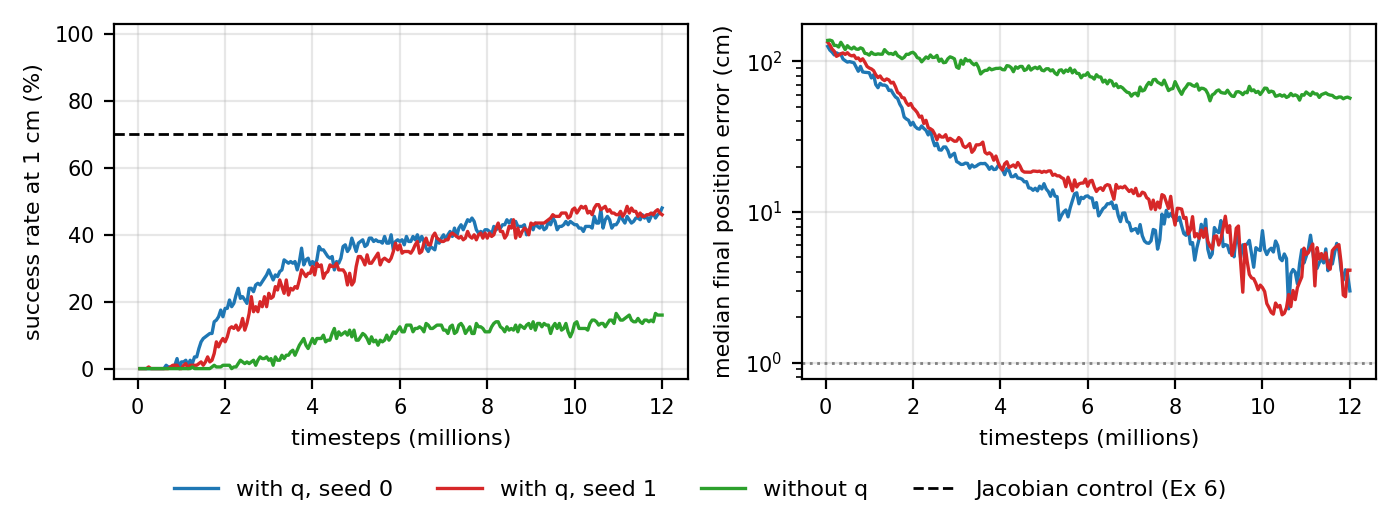 success rate at 1 cm (%)
100
80
60
40
20
0
0 2 4 6 8 10 12
timesteps (millions)
median final position error (cm)
10²
10¹
10⁰
0 2 4 6 8 10 12
timesteps (millions)
with q, seed 0 with q, seed 1 without q Jacobian control (Ex 6)